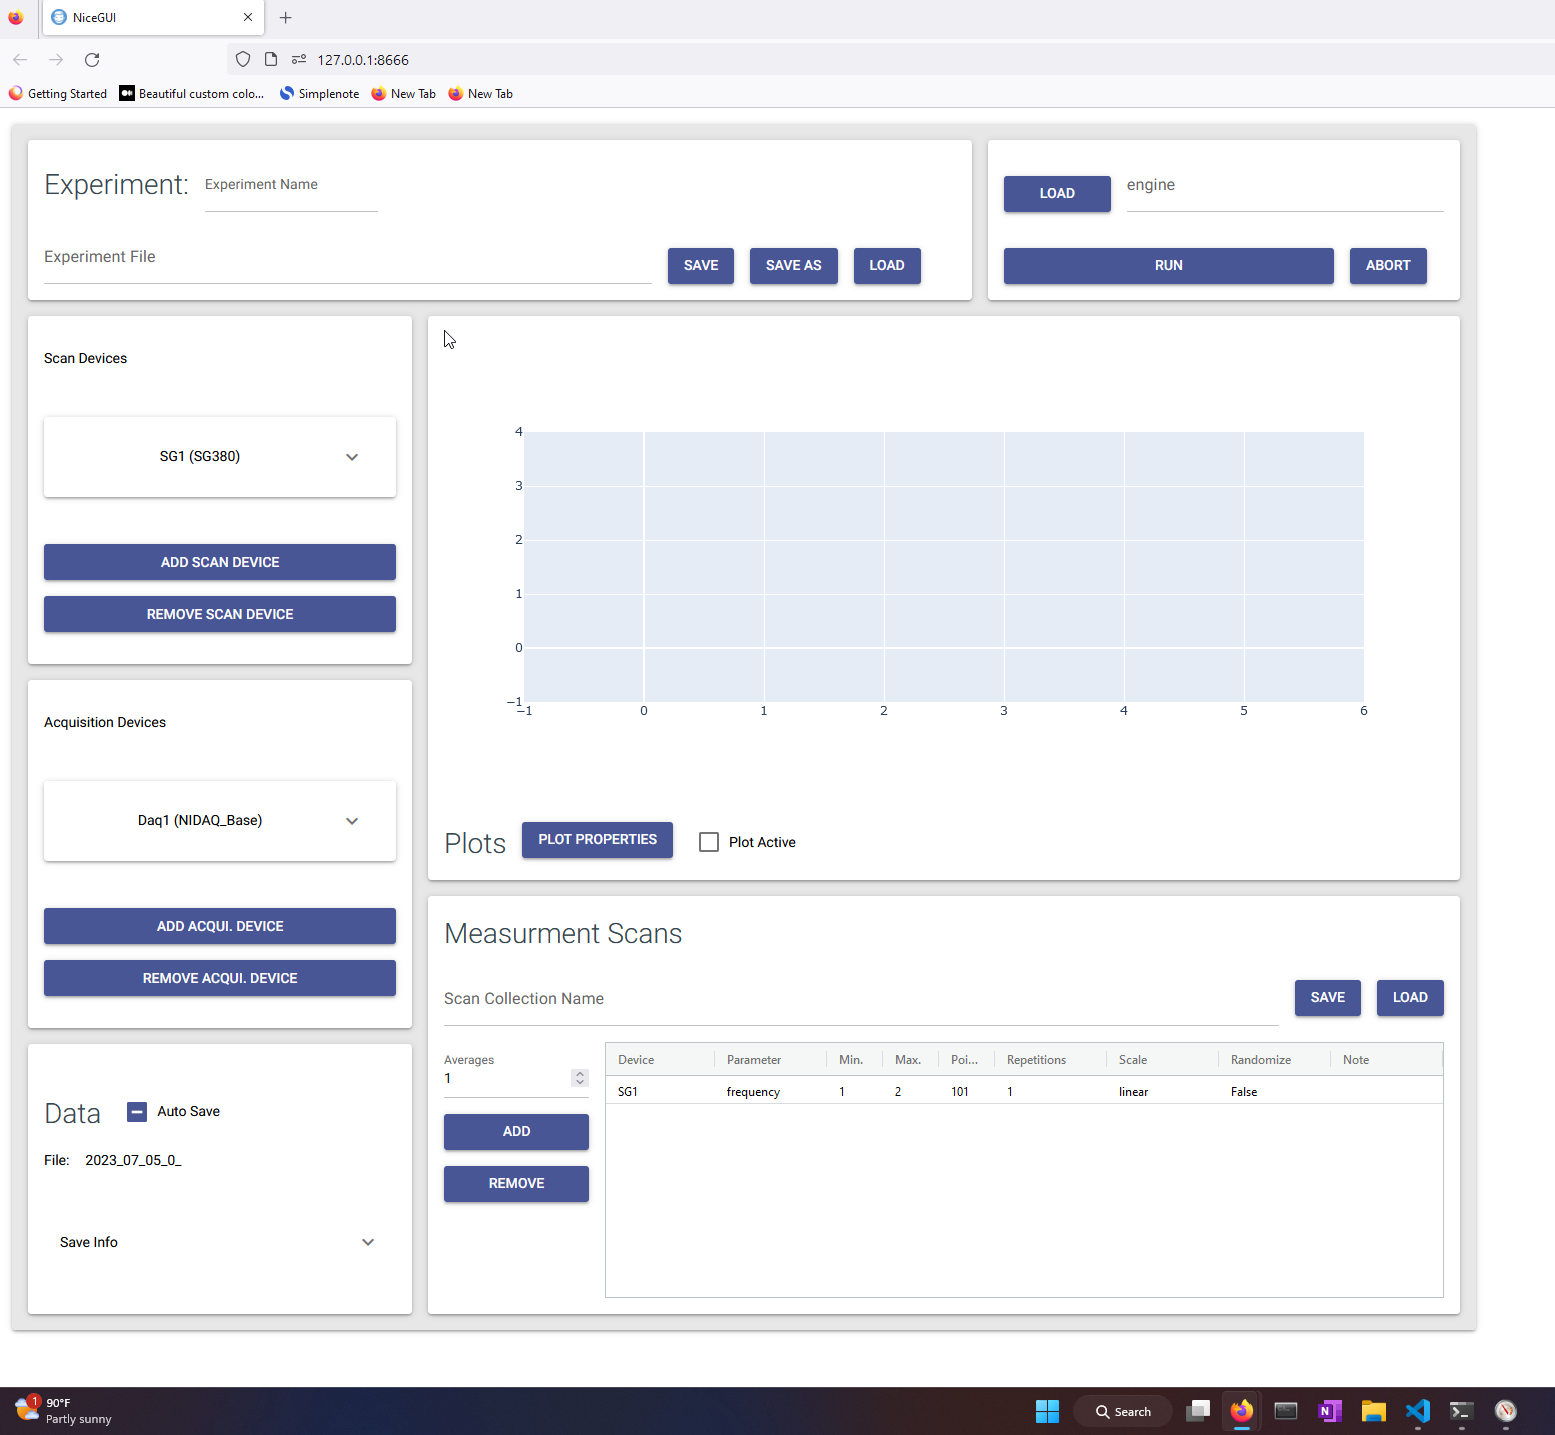 NiceGUI
127.0.0.1:8666
Getting Started
Beautiful custom colo...
Simplenote
New Tab
New Tab
Experiment:
Experiment Name
Experiment File
SAVE
SAVE AS
LOAD
LOAD
engine
RUN
ABORT
Scan Devices
SG1 (SG380)
ADD SCAN DEVICE
REMOVE SCAN DEVICE
Acquisition Devices
Daq1 (NIDAQ_Base)
ADD ACQUI. DEVICE
REMOVE ACQUI. DEVICE
Data
Auto Save
File: 2023_07_05_0_
Save Info
4
3
2
1
0
−1
−1 0 1 2 3 4 5 6
Plots
PLOT PROPERTIES
Plot Active
Measurment Scans
Scan Collection Name
SAVE
LOAD
Averages
1
ADD
REMOVE
Device Parameter Min. Max. Poi... Repetitions Scale Randomize Note
SG1 frequency 1 2 101 1 linear False
1
90°F
Partly sunny
Search
N